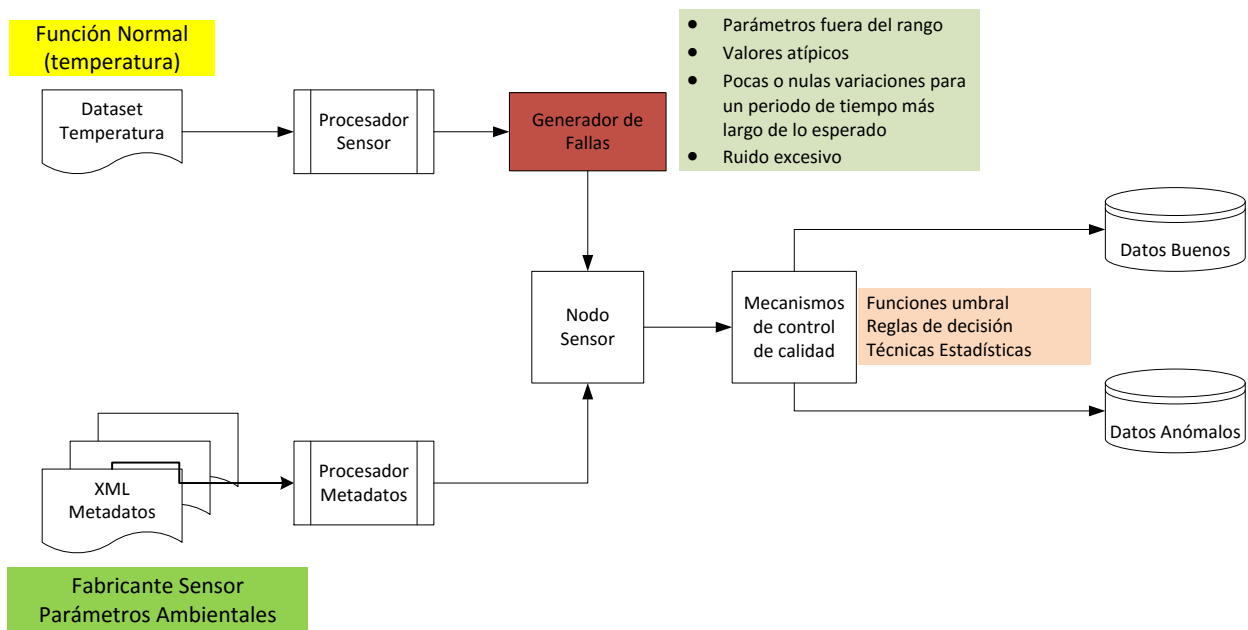 Función Normal
(temperatura)
Dataset
Temperatura
Procesador
Sensor
Generador de
Fallas
● Parámetros fuera del rango
● Valores atípicos
● Pocas o nulas variaciones para
un periodo de tiempo más
largo de lo esperado
● Ruido excesivo
Nodo
Sensor
Mecanismos
de control
de calidad
Funciones umbral
Reglas de decisión
Técnicas Estadísticas
Datos Buenos
Datos Anómalos
XML
Metadatos
Procesador
Metadatos
Fabricante Sensor
Parámetros Ambientales